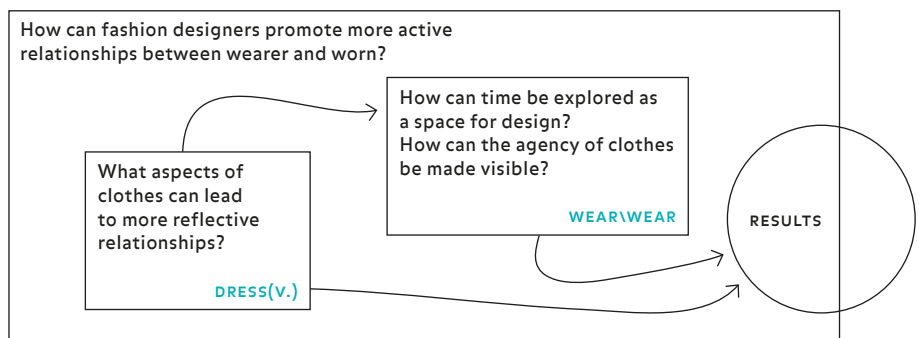 How can fashion designers promote more active
relationships between wearer and worn?
What aspects of
clothes can lead
to more reflective
relationships?
DRESS(V.)
How can time be explored as
a space for design?
How can the agency of clothes
be made visible?
WEAR\WEAR
RESULTS